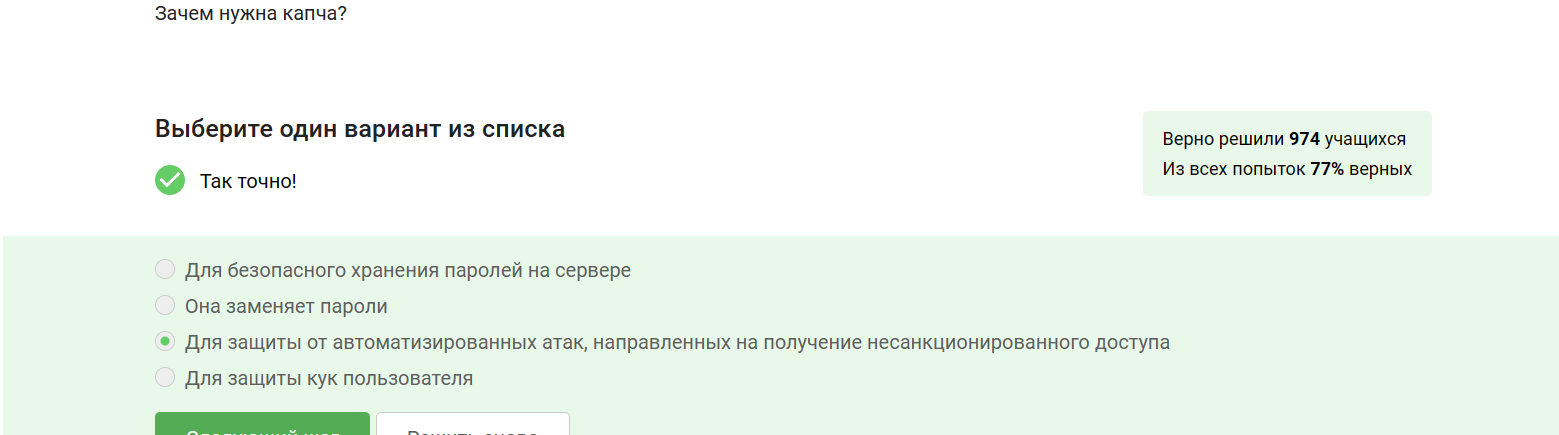 Зачем нужна капча?
Выберите один вариант из списка
Так точно!
Верно решили 974 учащихся
Из всех попыток 77% верных
Для безопасного хранения паролей на сервере
Она заменяет пароли
Для защиты от автоматизированных атак, направленных на получение несанкционированного доступа
Для защиты кук пользователя